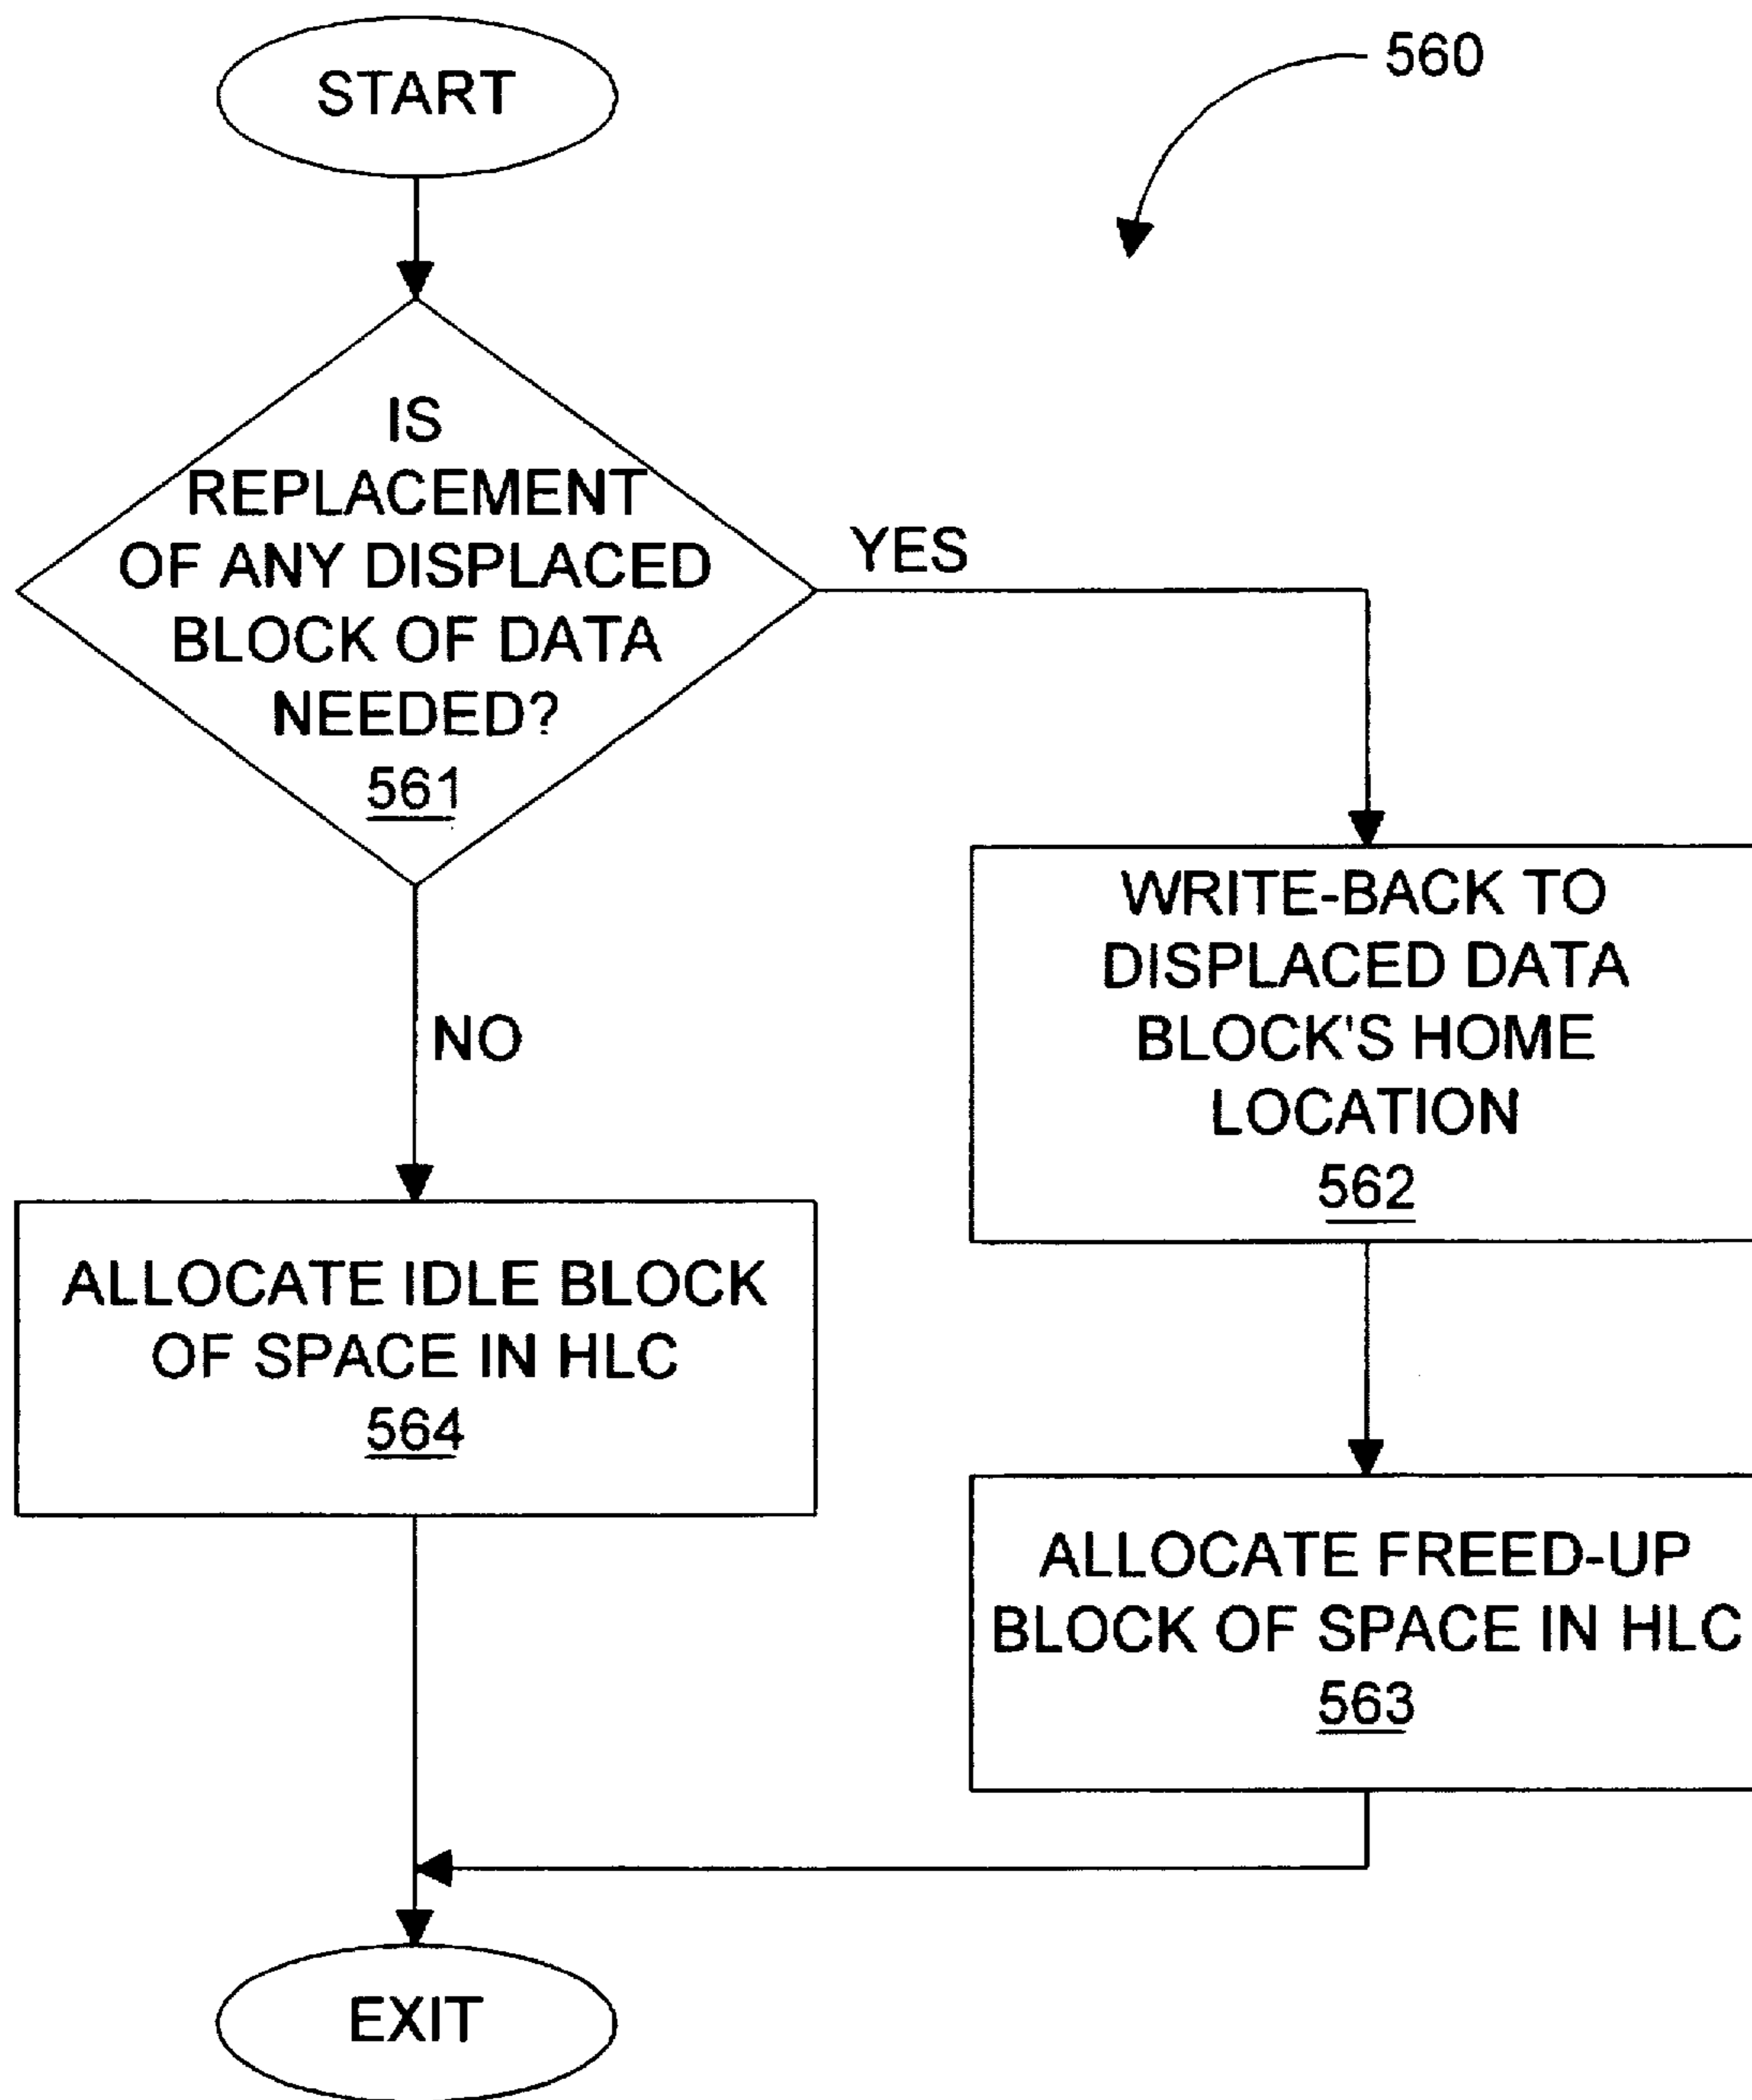 START
560
IS
REPLACEMENT
OF ANY DISPLACED
BLOCK OF DATA
NEEDED?
561
YES
NO
WRITE-BACK TO
DISPLACED DATA
BLOCK'S HOME
LOCATION
562
ALLOCATE IDLE BLOCK
OF SPACE IN HLC
564
ALLOCATE FREED-UP
BLOCK OF SPACE IN HLC
563
EXIT